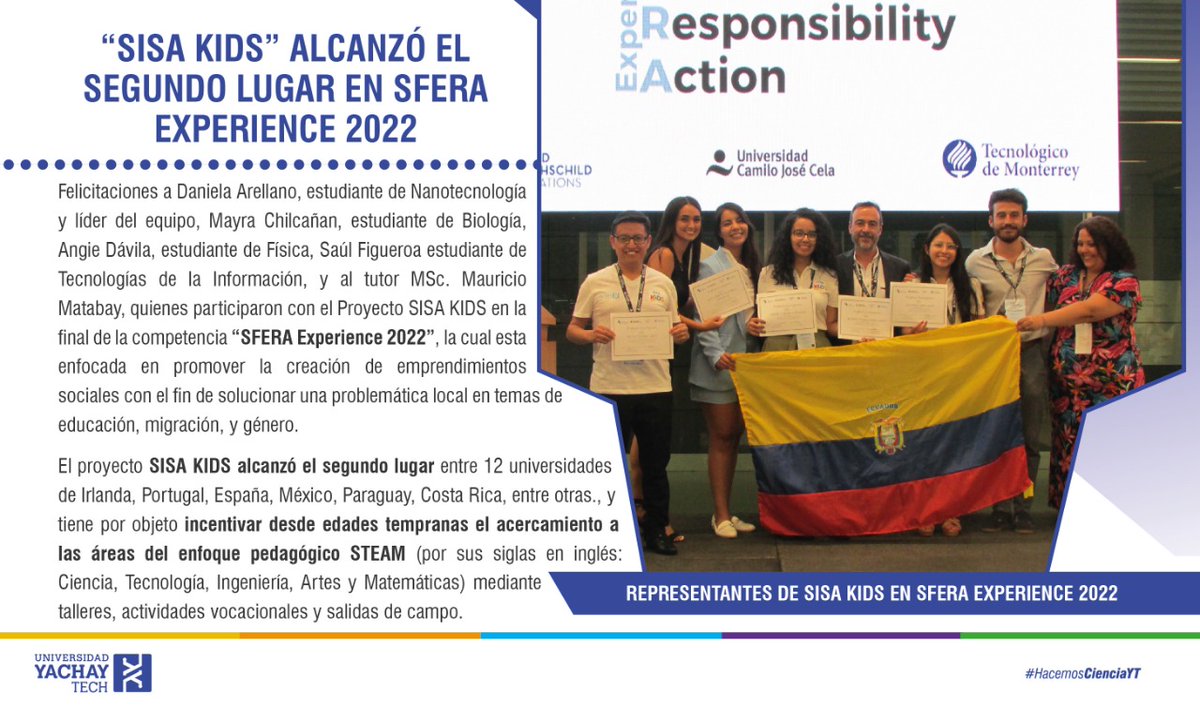 “SISA KIDS” ALCANZÓ EL
SEGUNDO LUGAR EN SFERA
EXPERIENCE 2022
Felicitaciones a Daniela Arellano, estudiante de Nanotecnología
y líder del equipo, Mayra Chilcañan, estudiante de Biología,
Angie Dávila, estudiante de Física, Saúl Figueroa estudiante de
Tecnologías de la Información, y al tutor MSc. Mauricio
Matabay, quienes participaron con el Proyecto SISA KIDS en la
final de la competencia “SFERA Experience 2022”, la cual esta
enfocada en promover la creación de emprendimientos
sociales con el fin de solucionar una problemática local en temas de
educación, migración, y género.
El proyecto SISA KIDS alcanzó el segundo lugar entre 12 universidades
de Irlanda, Portugal, España, México, Paraguay, Costa Rica, entre otras., y
tiene por objeto incentivar desde edades tempranas el acercamiento a
las áreas del enfoque pedagógico STEAM (por sus siglas en inglés:
Ciencia, Tecnología, Ingeniería, Artes y Matemáticas) mediante
talleres, actividades vocacionales y salidas de campo.
Exper
Responsibility
Action
Universidad
Camilo José Cela
Tecnológico
de Monterrey
ECUADOR
REPRESENTANTES DE SISA KIDS EN SFERA EXPERIENCE 2022
UNIVERSIDAD
YACHAY
TECH
#HacemosCienciaYT